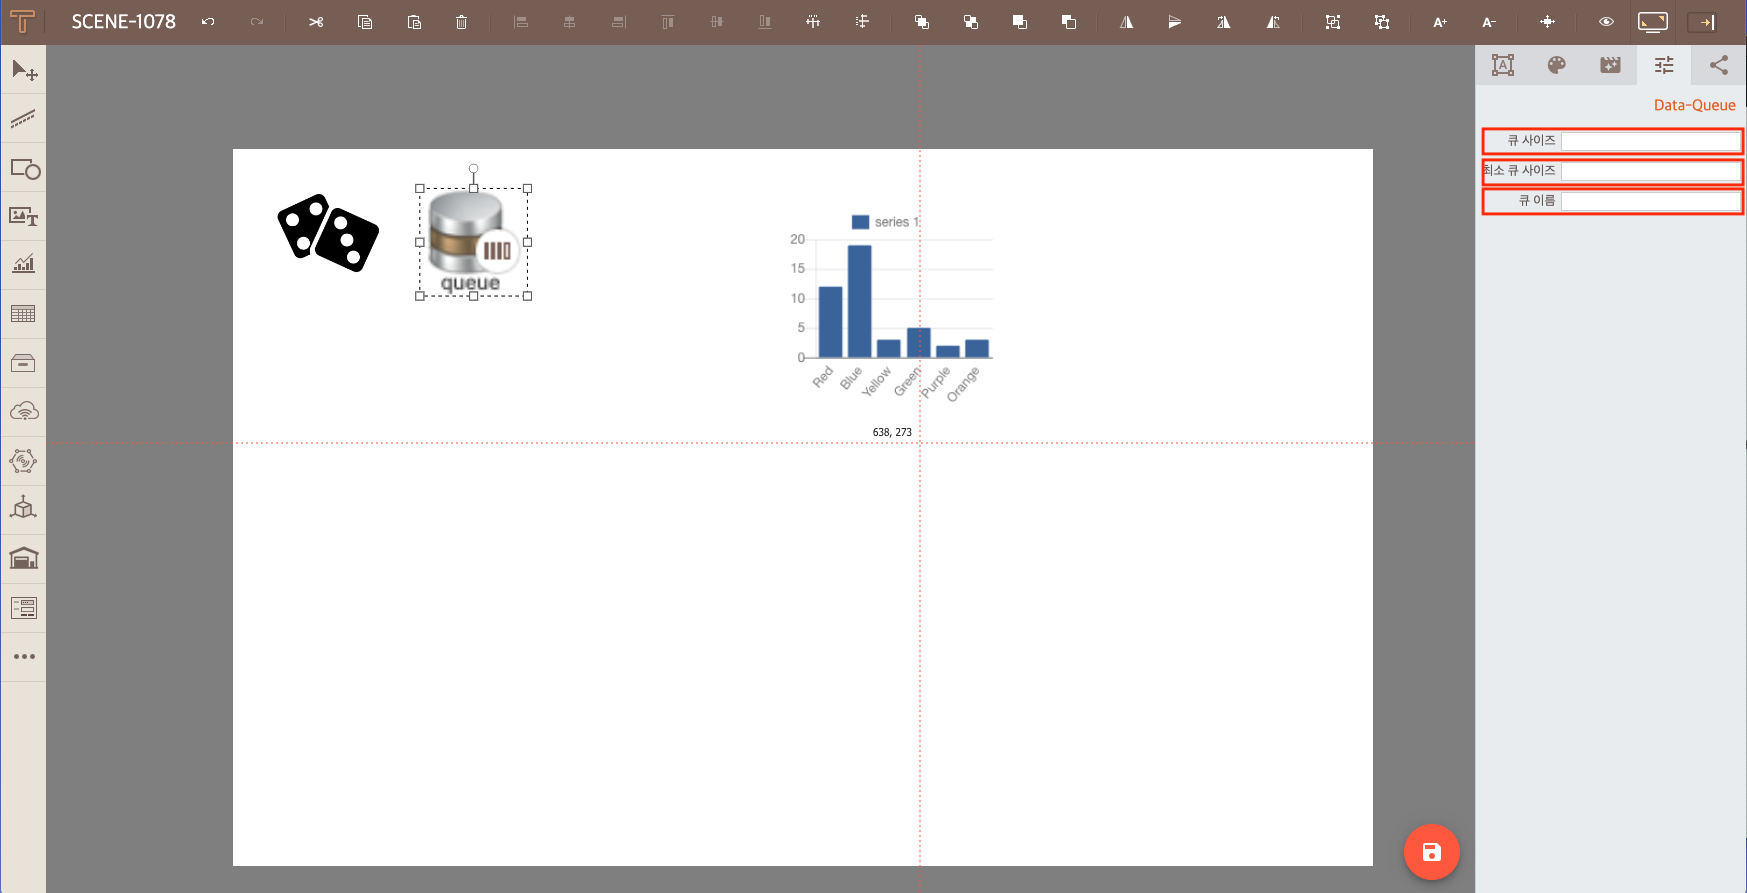 SCENE-1078
A+
A-
A
Data-Queue
큐 사이즈
최소 큐 사이즈
큐 이름
queue
series 1
20
15
10
5
0
Red
Blue
Yellow
Green
Purple
Orange
638, 273